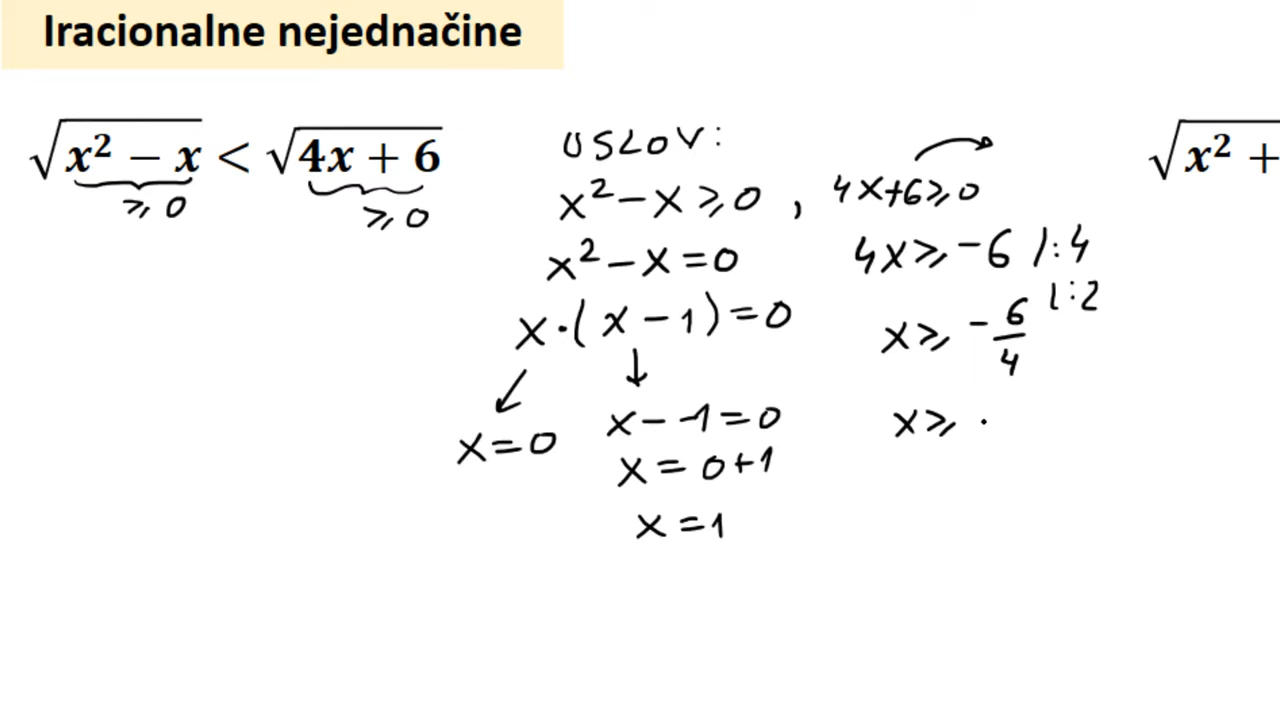 Iracionalne nejednačine
√(x² − x) < √(4x + 6)
≥ 0
≥ 0
USLOV:
x² − x ≥ 0 ,
x² − x = 0
x · (x − 1) = 0
↙ ↓
x = 0
x − 1 = 0
x = 0 + 1
x = 1
4x + 6 ≥ 0
4x ≥ −6 /:4
x ≥ −6/4 /:2
x ≥ ·
√x² +